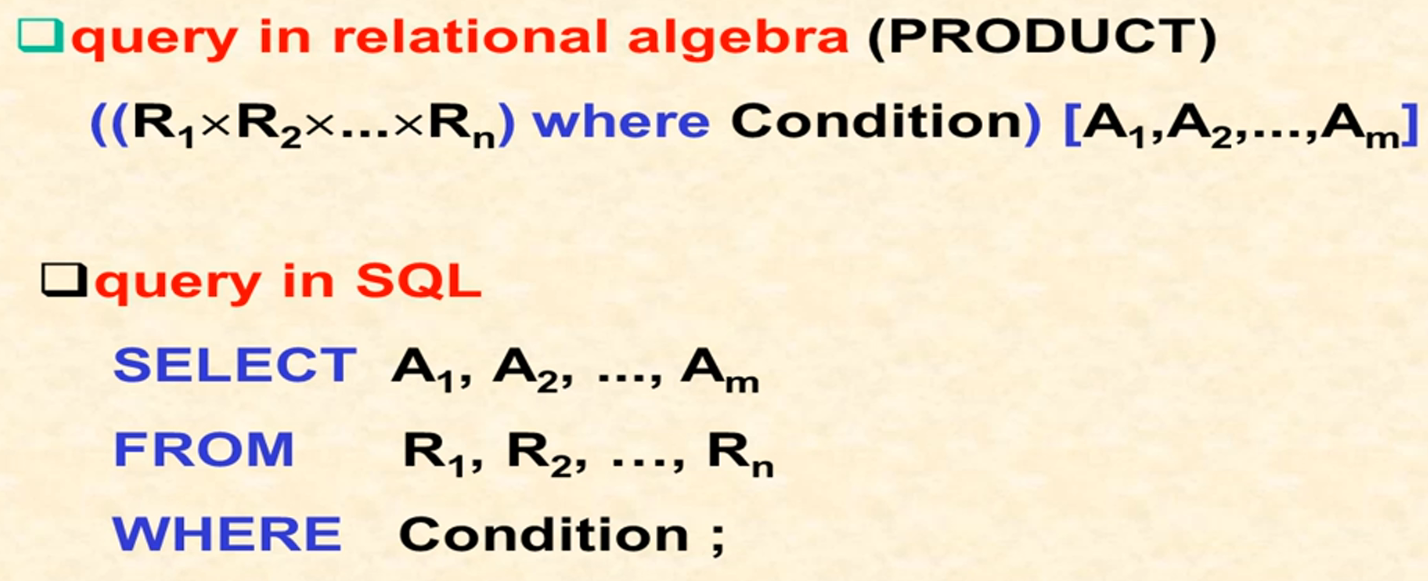 ❑query in relational algebra (PRODUCT)
((R₁×R₂×...×Rₙ) where Condition) [A₁,A₂,...,Aₘ]
❑query in SQL
SELECT A₁, A₂, ..., Aₘ
FROM R₁, R₂, ..., Rₙ
WHERE Condition ;